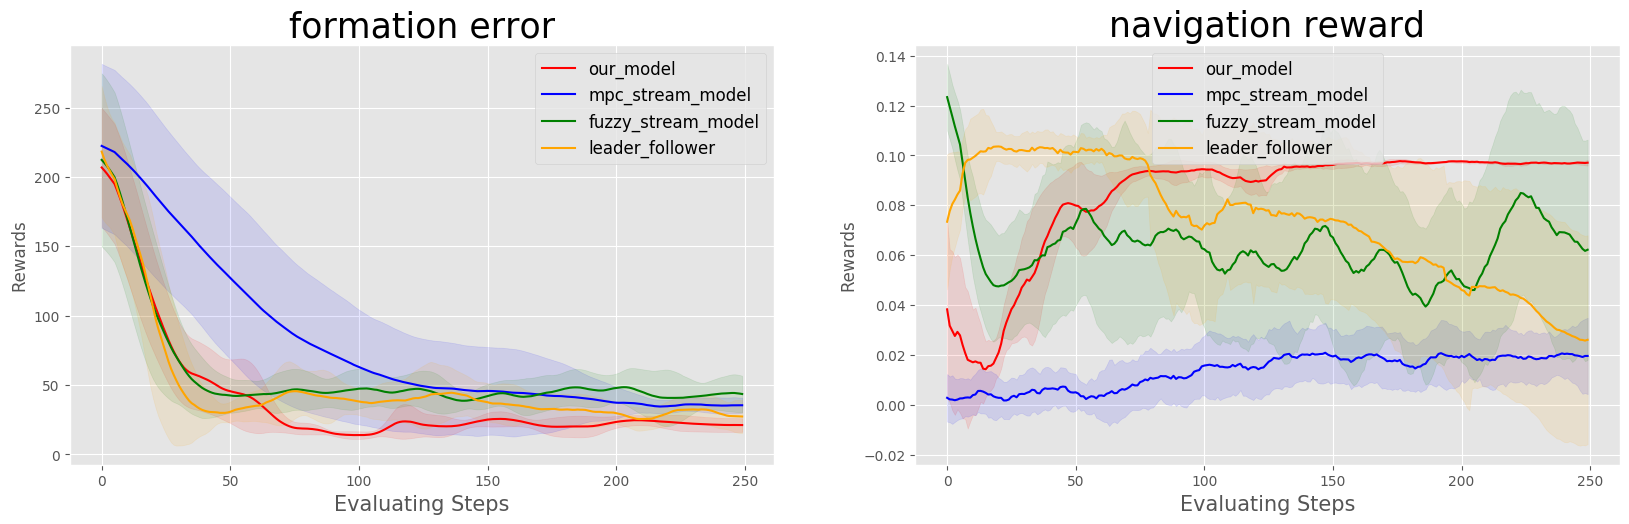 formation error
our_model
mpc_stream_model
fuzzy_stream_model
leader_follower
Rewards
250
200
150
100
50
0
0 50 100 150 200 250
Evaluating Steps
navigation reward
our_model
mpc_stream_model
fuzzy_stream_model
leader_follower
Rewards
0.14
0.12
0.10
0.08
0.06
0.04
0.02
0.00
−0.02
0 50 100 150 200 250
Evaluating Steps